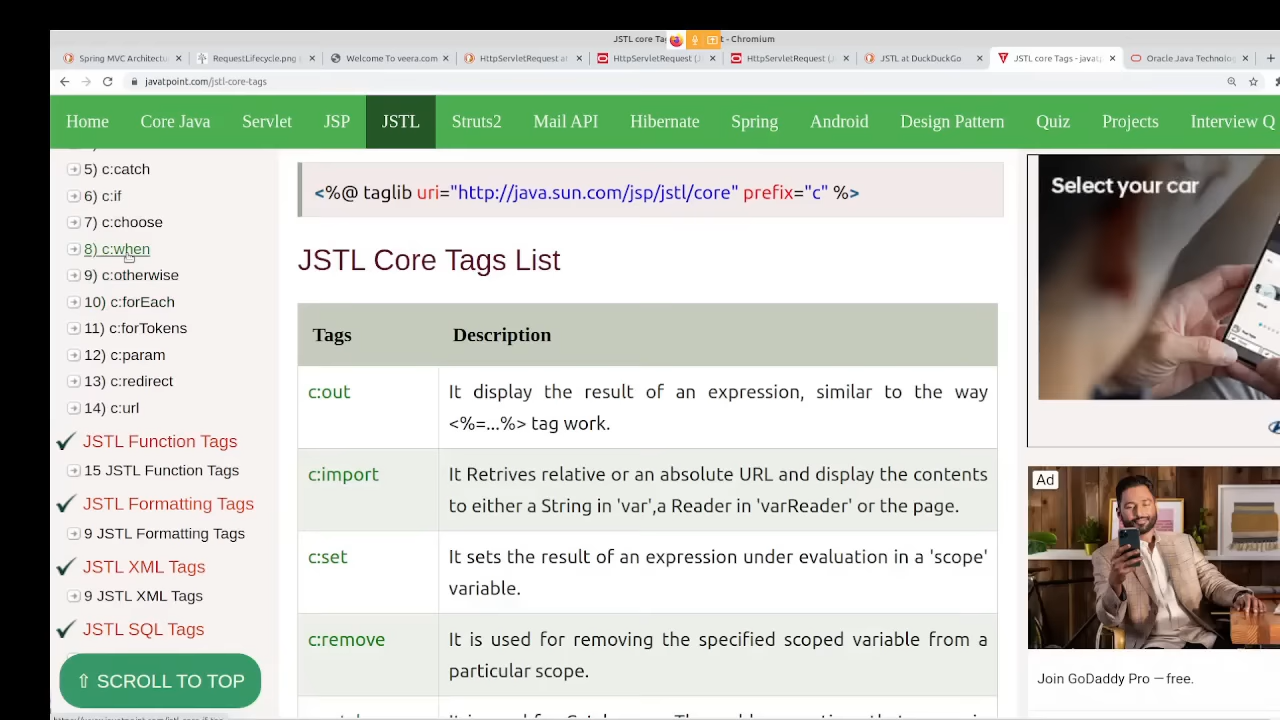 JSTL core Ta
t - Chromium
Spring MVC Architectu
RequestLifecycle.png
Welcome To veera.com
HttpServletRequest at
HttpServletRequest (J
HttpServletRequest (J
JSTL at DuckDuckGo
JSTL core Tags - javat
Oracle Java Technolog
javatpoint.com/jstl-core-tags
Home Core Java Servlet JSP JSTL Struts2 Mail API Hibernate Spring Android Design Pattern Quiz Projects Interview Q
5) c:catch
6) c:if
7) c:choose
8) c:when
9) c:otherwise
10) c:forEach
11) c:forTokens
12) c:param
13) c:redirect
14) c:url
JSTL Function Tags
15 JSTL Function Tags
JSTL Formatting Tags
9 JSTL Formatting Tags
JSTL XML Tags
9 JSTL XML Tags
JSTL SQL Tags
⇧ SCROLL TO TOP
<%@ taglib uri="http://java.sun.com/jsp/jstl/core" prefix="c" %>
JSTL Core Tags List
Tags Description
c:out It display the result of an expression, similar to the way
<%=...%> tag work.
c:import It Retrives relative or an absolute URL and display the contents
to either a String in 'var',a Reader in 'varReader' or the page.
c:set It sets the result of an expression under evaluation in a 'scope'
variable.
c:remove It is used for removing the specified scoped variable from a
particular scope.
Select your car
Ad
Join GoDaddy Pro — free.